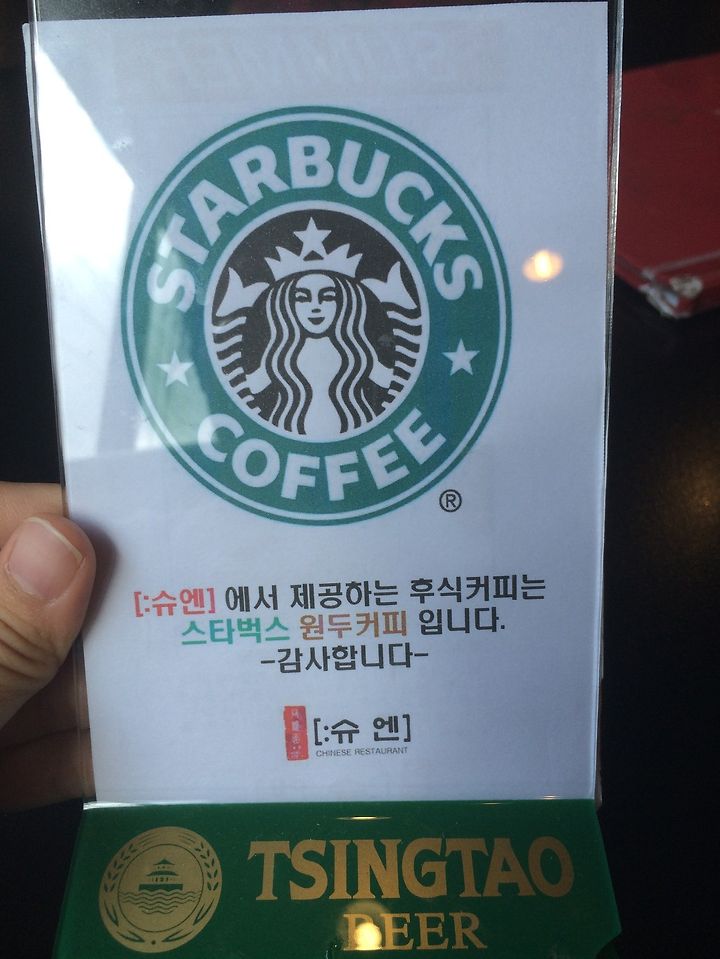 STARBUCKS
COFFEE
®
[:슈엔] 에서 제공하는 후식커피는
스타벅스 원두커피 입니다.
-감사합니다-
[:슈 엔]
CHINESE RESTAURANT
TSINGTAO
BEER